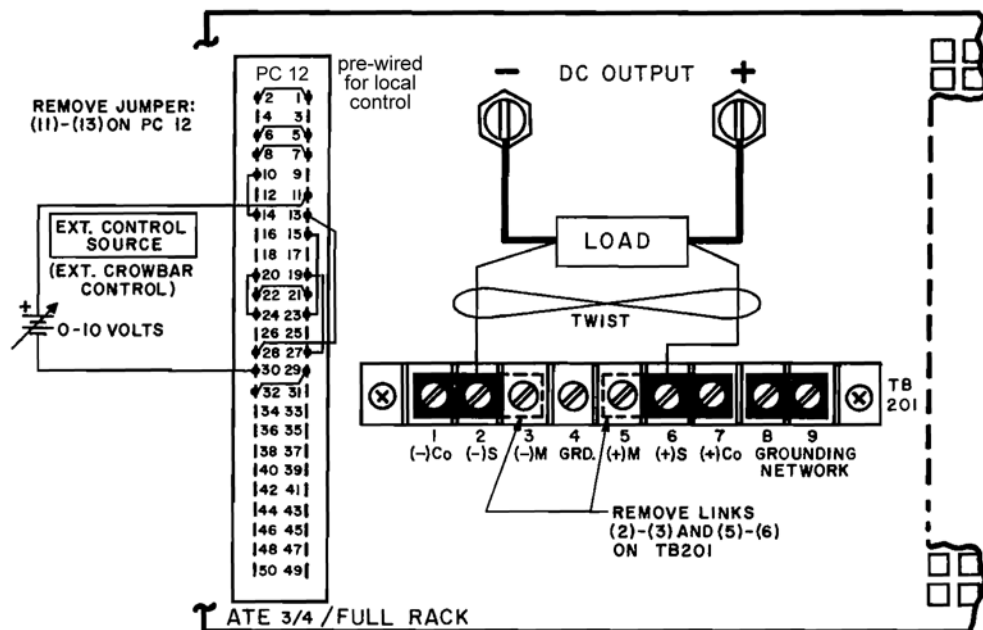 PC 12
pre-wired
for local
control
REMOVE JUMPER:
(11)-(13) ON PC 12
2 1
4 3
6 5
8 7
10 9
12 11
14 13
16 15
18 17
20 19
22 21
24 23
26 25
28 27
30 29
32 31
34 33
36 35
38 37
40 39
42 41
44 43
46 45
48 47
50 49
EXT. CONTROL
SOURCE
(EXT. CROWBAR
CONTROL)
+
0-10 VOLTS
- DC OUTPUT +
LOAD
TWIST
TB
201
1 2 3 4 5 6 7 8 9
(-)Co (-)S (-)M GRD. (+)M (+)S (+)Co GROUNDING
NETWORK
REMOVE LINKS
(2)-(3) AND (5)-(6)
ON TB201
ATE 3/4 / FULL RACK